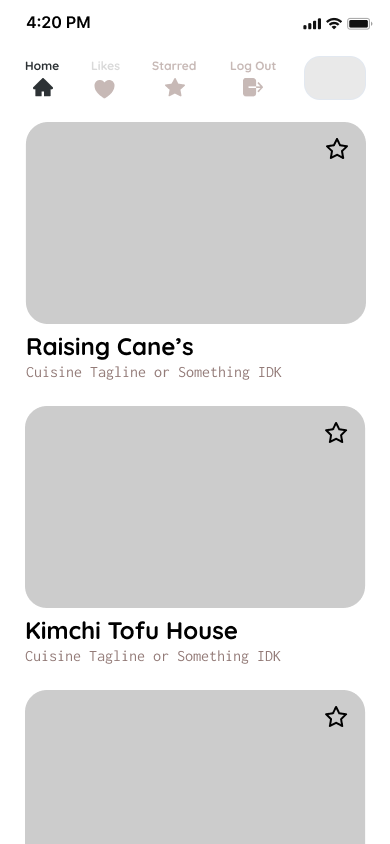 4:20 PM
Home Likes Starred Log Out
Raising Cane’s
Cuisine Tagline or Something IDK
Kimchi Tofu House
Cuisine Tagline or Something IDK